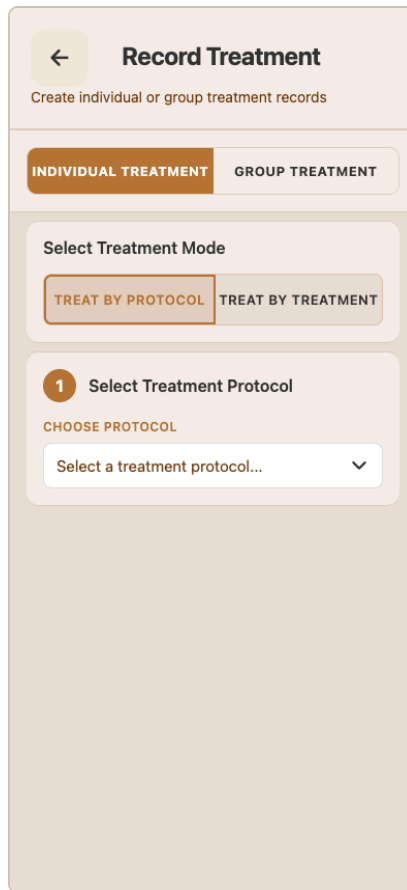 Record Treatment
Create individual or group treatment records
INDIVIDUAL TREATMENT
GROUP TREATMENT
Select Treatment Mode
TREAT BY PROTOCOL
TREAT BY TREATMENT
1
Select Treatment Protocol
CHOOSE PROTOCOL
Select a treatment protocol...